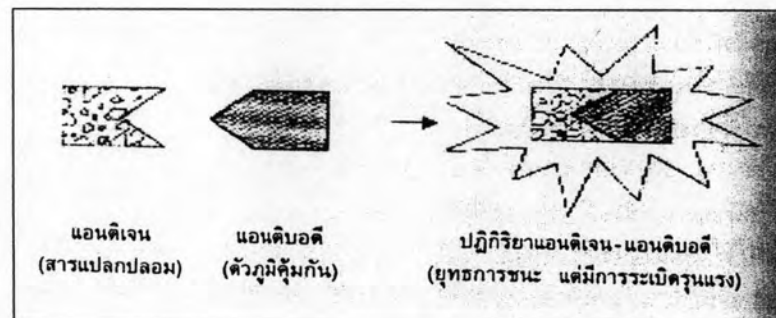 แอนติเจน
(สารแปลกปลอม)
แอนติบอดี
(ตัวภูมิคุ้มกัน)
ปฏิกิริยาแอนติเจน-แอนติบอดี
(ยุทธการชนะ แต่มีการระเบิดรุนแรง)